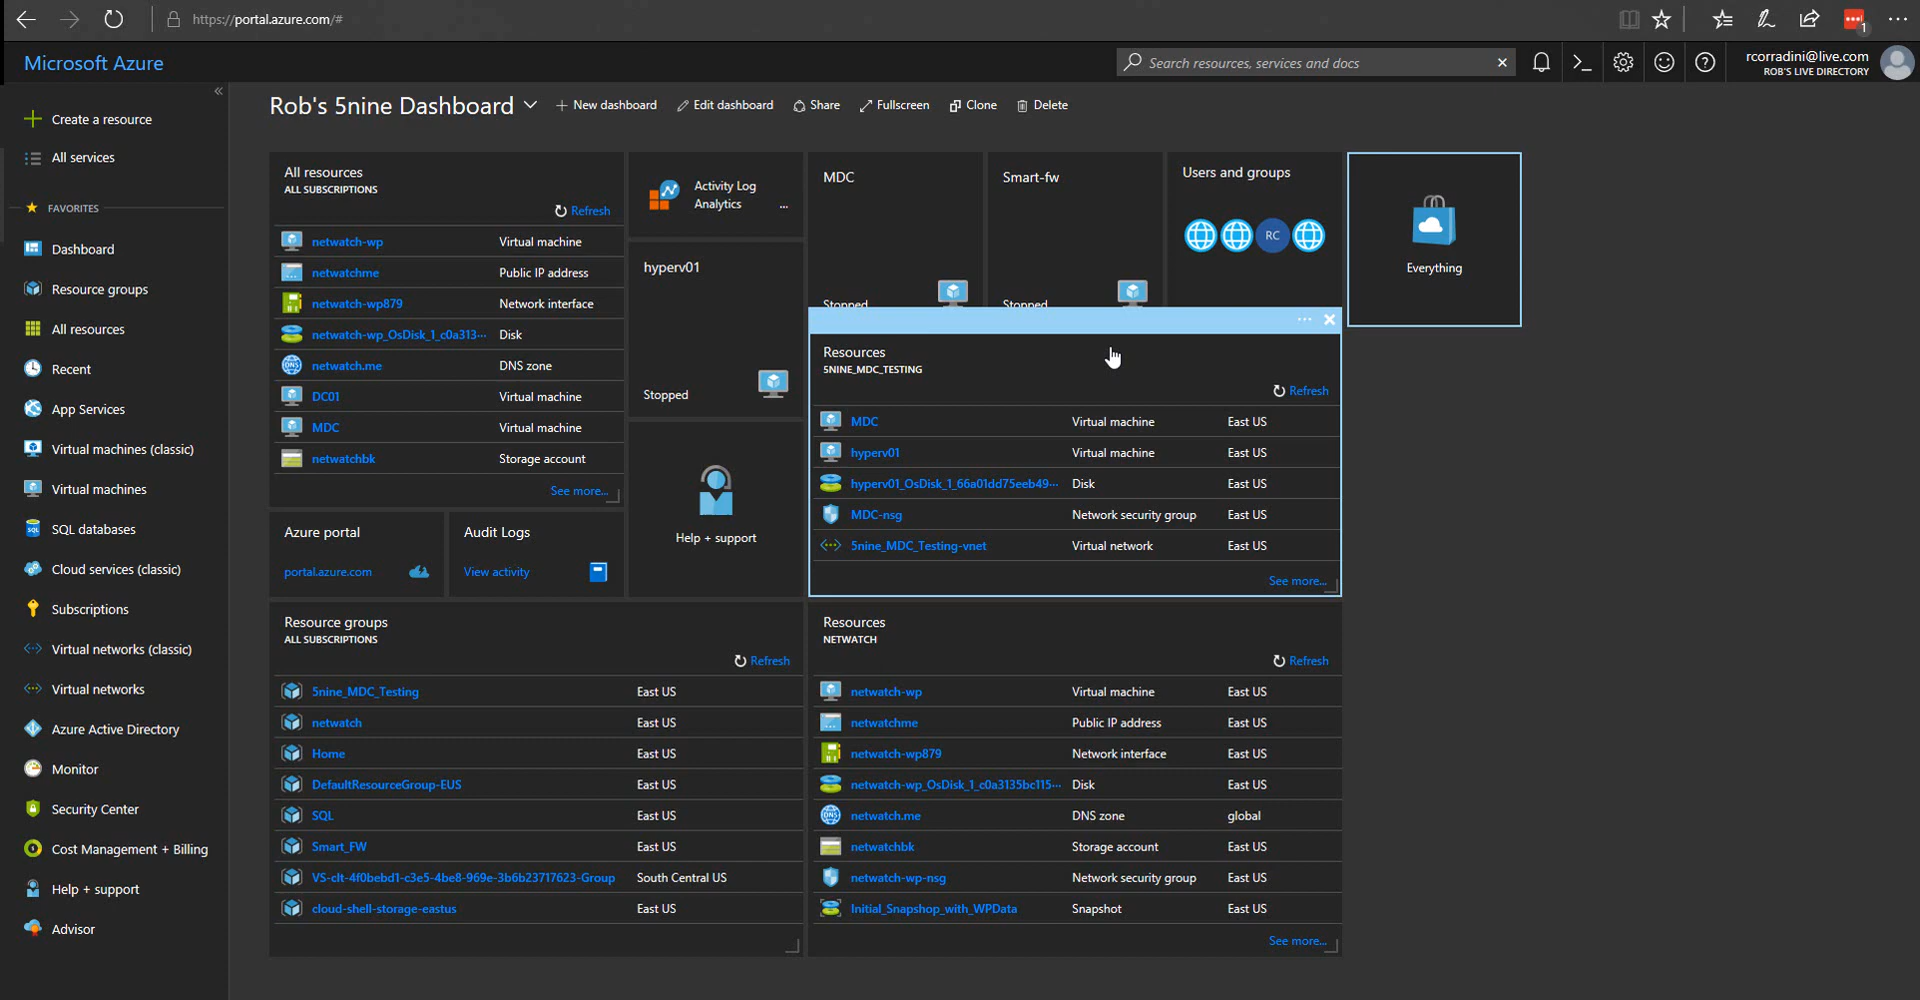 https://portal.azure.com/#
1
Microsoft Azure
Search resources, services and docs
rcorradini@live.com
ROB'S LIVE DIRECTORY
Create a resource
All services
FAVORITES
Dashboard
Resource groups
All resources
Recent
App Services
Virtual machines (classic)
Virtual machines
SQL databases
Cloud services (classic)
Subscriptions
Virtual networks (classic)
Virtual networks
Azure Active Directory
Monitor
Security Center
Cost Management + Billing
Help + support
Advisor
Rob's 5nine Dashboard
New dashboard
Edit dashboard
Share
Fullscreen
Clone
Delete
All resources
ALL SUBSCRIPTIONS
Refresh
netwatch-wp Virtual machine
netwatchme Public IP address
netwatch-wp879 Network interface
netwatch-wp_OsDisk_1_c0a313··· Disk
netwatch.me DNS zone
DC01 Virtual machine
MDC Virtual machine
netwatchbk Storage account
See more...
Activity Log
Analytics
...
hyperv01
Stopped
MDC
Stopped
Smart-fw
Stopped
Users and groups
RC
Everything
Azure portal
portal.azure.com
Audit Logs
View activity
Help + support
Resources
5NINE_MDC_TESTING
Refresh
MDC Virtual machine East US
hyperv01 Virtual machine East US
hyperv01_OsDisk_1_66a01dd75eeb49··· Disk East US
MDC-nsg Network security group East US
5nine_MDC_Testing-vnet Virtual network East US
See more...
Resource groups
ALL SUBSCRIPTIONS
Refresh
5nine_MDC_Testing East US
netwatch East US
Home East US
DefaultResourceGroup-EUS East US
SQL East US
Smart_FW East US
VS-clt-4f0bebd1-c3e5-4be8-969e-3b6b23717623-Group South Central US
cloud-shell-storage-eastus East US
Resources
NETWATCH
Refresh
netwatch-wp Virtual machine East US
netwatchme Public IP address East US
netwatch-wp879 Network interface East US
netwatch-wp_OsDisk_1_c0a3135bc115··· Disk East US
netwatch.me DNS zone global
netwatchbk Storage account East US
netwatch-wp-nsg Network security group East US
Initial_Snapshop_with_WPData Snapshot East US
See more...